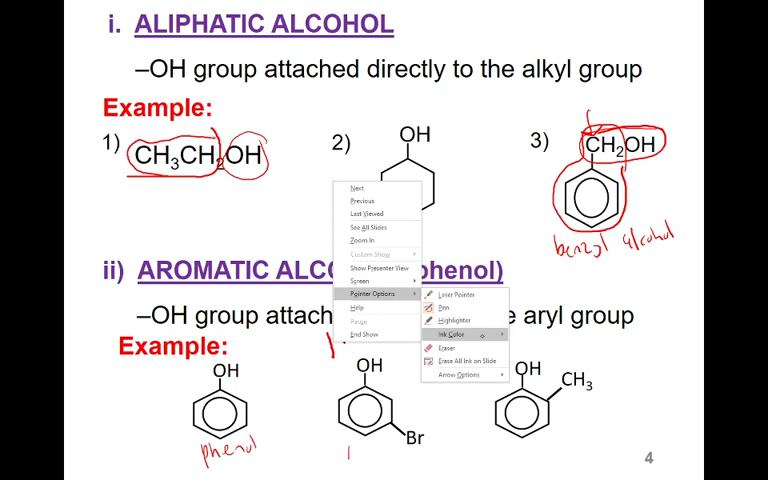 i. ALIPHATIC ALCOHOL
–OH group attached directly to the alkyl group
Example:
1) CH3CH2OH
2) OH
3) CH2OH
benzyl alcohol
Next
Previous
Last Viewed
See All Slides
Zoom In
Custom Show
Show Presenter View
Screen
Pointer Options
Help
Pause
End Show
Laser Pointer
Pen
Highlighter
Ink Color
Eraser
Erase All Ink on Slide
Arrow Options
ii) AROMATIC ALC phenol)
–OH group attach e aryl group
Example:
OH
phenol
OH
Br
OH
CH3
4